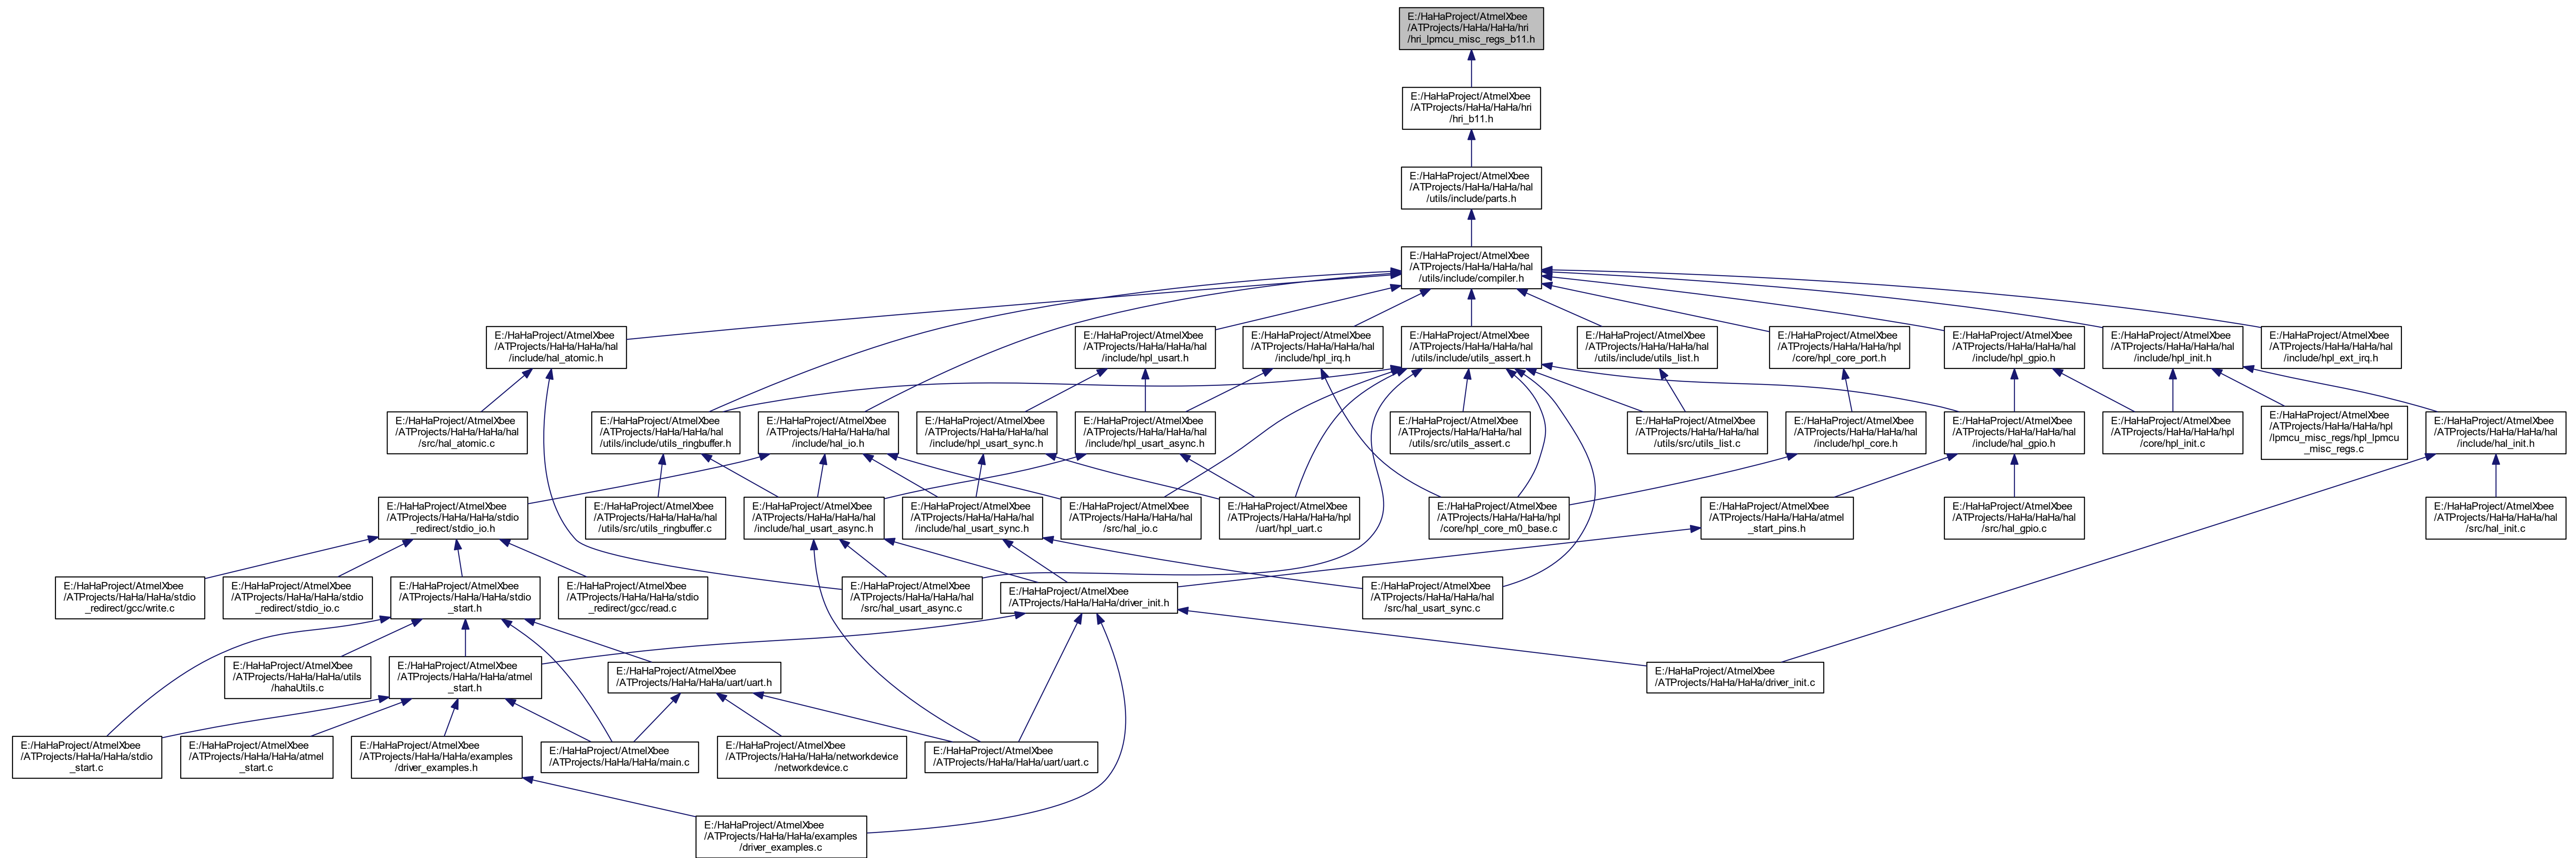 E:/HaHaProject/AtmelXbee
/ATProjects/HaHa/HaHa/hri
/hri_lpmcu_misc_regs_b11.h
E:/HaHaProject/AtmelXbee
/ATProjects/HaHa/HaHa/hri
/hri_b11.h
E:/HaHaProject/AtmelXbee
/ATProjects/HaHa/HaHa/hal
/utils/include/parts.h
E:/HaHaProject/AtmelXbee
/ATProjects/HaHa/HaHa/hal
/utils/include/compiler.h
E:/HaHaProject/AtmelXbee
/ATProjects/HaHa/HaHa/hal
/include/hal_atomic.h
E:/HaHaProject/AtmelXbee
/ATProjects/HaHa/HaHa/hal
/include/hpl_usart.h
E:/HaHaProject/AtmelXbee
/ATProjects/HaHa/HaHa/hal
/include/hpl_irq.h
E:/HaHaProject/AtmelXbee
/ATProjects/HaHa/HaHa/hal
/utils/include/utils_assert.h
E:/HaHaProject/AtmelXbee
/ATProjects/HaHa/HaHa/hal
/utils/include/utils_list.h
E:/HaHaProject/AtmelXbee
/ATProjects/HaHa/HaHa/hpl
/core/hpl_core_port.h
E:/HaHaProject/AtmelXbee
/ATProjects/HaHa/HaHa/hal
/include/hpl_gpio.h
E:/HaHaProject/AtmelXbee
/ATProjects/HaHa/HaHa/hal
/include/hpl_init.h
E:/HaHaProject/AtmelXbee
/ATProjects/HaHa/HaHa/hal
/include/hpl_ext_irq.h
E:/HaHaProject/AtmelXbee
/ATProjects/HaHa/HaHa/hal
/src/hal_atomic.c
E:/HaHaProject/AtmelXbee
/ATProjects/HaHa/HaHa/hal
/utils/include/utils_ringbuffer.h
E:/HaHaProject/AtmelXbee
/ATProjects/HaHa/HaHa/hal
/include/hal_io.h
E:/HaHaProject/AtmelXbee
/ATProjects/HaHa/HaHa/hal
/include/hpl_usart_sync.h
E:/HaHaProject/AtmelXbee
/ATProjects/HaHa/HaHa/hal
/include/hpl_usart_async.h
E:/HaHaProject/AtmelXbee
/ATProjects/HaHa/HaHa/hal
/utils/src/utils_assert.c
E:/HaHaProject/AtmelXbee
/ATProjects/HaHa/HaHa/hal
/utils/src/utils_list.c
E:/HaHaProject/AtmelXbee
/ATProjects/HaHa/HaHa/hal
/include/hpl_core.h
E:/HaHaProject/AtmelXbee
/ATProjects/HaHa/HaHa/hal
/include/hal_gpio.h
E:/HaHaProject/AtmelXbee
/ATProjects/HaHa/HaHa/hpl
/core/hpl_init.c
E:/HaHaProject/AtmelXbee
/ATProjects/HaHa/HaHa/hpl
/lpmcu_misc_regs/hpl_lpmcu
_misc_regs.c
E:/HaHaProject/AtmelXbee
/ATProjects/HaHa/HaHa/hal
/include/hal_init.h
E:/HaHaProject/AtmelXbee
/ATProjects/HaHa/HaHa/stdio
_redirect/stdio_io.h
E:/HaHaProject/AtmelXbee
/ATProjects/HaHa/HaHa/hal
/utils/src/utils_ringbuffer.c
E:/HaHaProject/AtmelXbee
/ATProjects/HaHa/HaHa/hal
/include/hal_usart_async.h
E:/HaHaProject/AtmelXbee
/ATProjects/HaHa/HaHa/hal
/include/hal_usart_sync.h
E:/HaHaProject/AtmelXbee
/ATProjects/HaHa/HaHa/hal
/src/hal_io.c
E:/HaHaProject/AtmelXbee
/ATProjects/HaHa/HaHa/hpl
/uart/hpl_uart.c
E:/HaHaProject/AtmelXbee
/ATProjects/HaHa/HaHa/hpl
/core/hpl_core_m0_base.c
E:/HaHaProject/AtmelXbee
/ATProjects/HaHa/HaHa/atmel
_start_pins.h
E:/HaHaProject/AtmelXbee
/ATProjects/HaHa/HaHa/hal
/src/hal_gpio.c
E:/HaHaProject/AtmelXbee
/ATProjects/HaHa/HaHa/hal
/src/hal_init.c
E:/HaHaProject/AtmelXbee
/ATProjects/HaHa/HaHa/stdio
_redirect/gcc/write.c
E:/HaHaProject/AtmelXbee
/ATProjects/HaHa/HaHa/stdio
_redirect/stdio_io.c
E:/HaHaProject/AtmelXbee
/ATProjects/HaHa/HaHa/stdio
_start.h
E:/HaHaProject/AtmelXbee
/ATProjects/HaHa/HaHa/stdio
_redirect/gcc/read.c
E:/HaHaProject/AtmelXbee
/ATProjects/HaHa/HaHa/hal
/src/hal_usart_async.c
E:/HaHaProject/AtmelXbee
/ATProjects/HaHa/HaHa/driver_init.h
E:/HaHaProject/AtmelXbee
/ATProjects/HaHa/HaHa/hal
/src/hal_usart_sync.c
E:/HaHaProject/AtmelXbee
/ATProjects/HaHa/HaHa/utils
/hahaUtils.c
E:/HaHaProject/AtmelXbee
/ATProjects/HaHa/HaHa/atmel
_start.h
E:/HaHaProject/AtmelXbee
/ATProjects/HaHa/HaHa/uart/uart.h
E:/HaHaProject/AtmelXbee
/ATProjects/HaHa/HaHa/driver_init.c
E:/HaHaProject/AtmelXbee
/ATProjects/HaHa/HaHa/stdio
_start.c
E:/HaHaProject/AtmelXbee
/ATProjects/HaHa/HaHa/atmel
_start.c
E:/HaHaProject/AtmelXbee
/ATProjects/HaHa/HaHa/examples
/driver_examples.h
E:/HaHaProject/AtmelXbee
/ATProjects/HaHa/HaHa/main.c
E:/HaHaProject/AtmelXbee
/ATProjects/HaHa/HaHa/networkdevice
/networkdevice.c
E:/HaHaProject/AtmelXbee
/ATProjects/HaHa/HaHa/uart/uart.c
E:/HaHaProject/AtmelXbee
/ATProjects/HaHa/HaHa/examples
/driver_examples.c